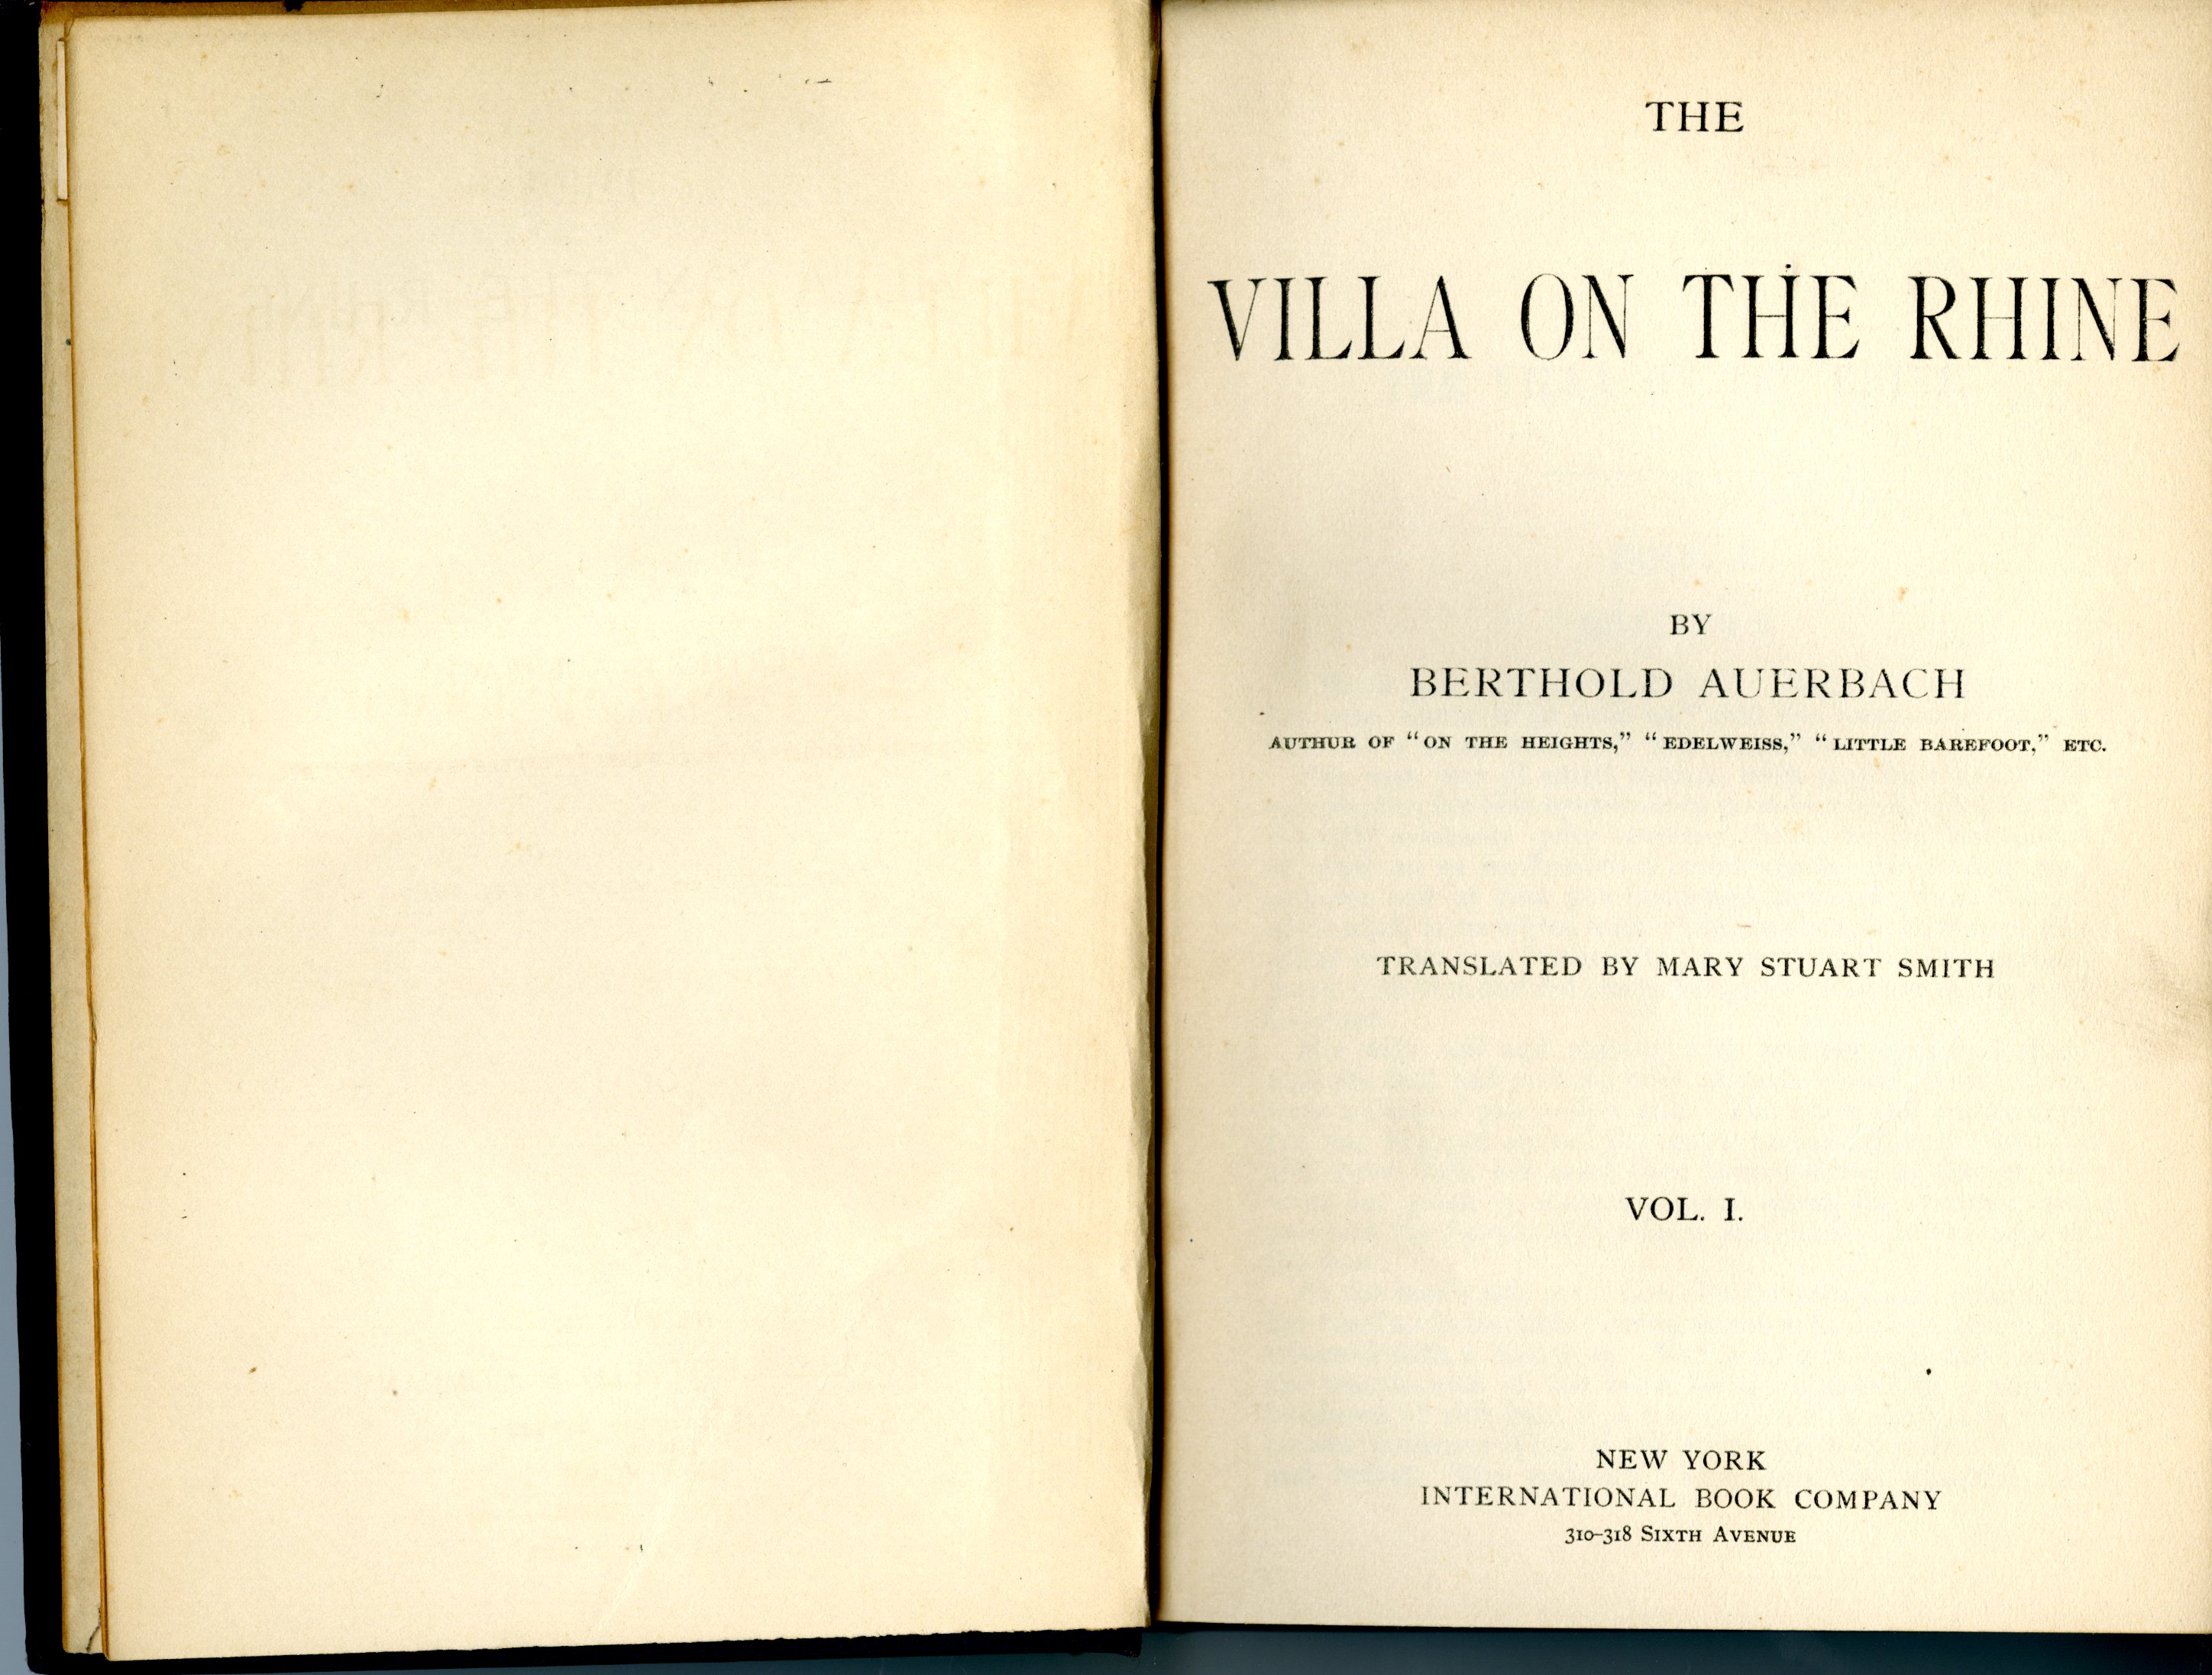 THE
VILLA ON THE RHINE
BY
BERTHOLD AUERBACH
AUTHUR OF “ON THE HEIGHTS,” “EDELWEISS,” “LITTLE BAREFOOT,” ETC.
TRANSLATED BY MARY STUART SMITH
VOL. I.
NEW YORK
INTERNATIONAL BOOK COMPANY
310–318 SIXTH AVENUE